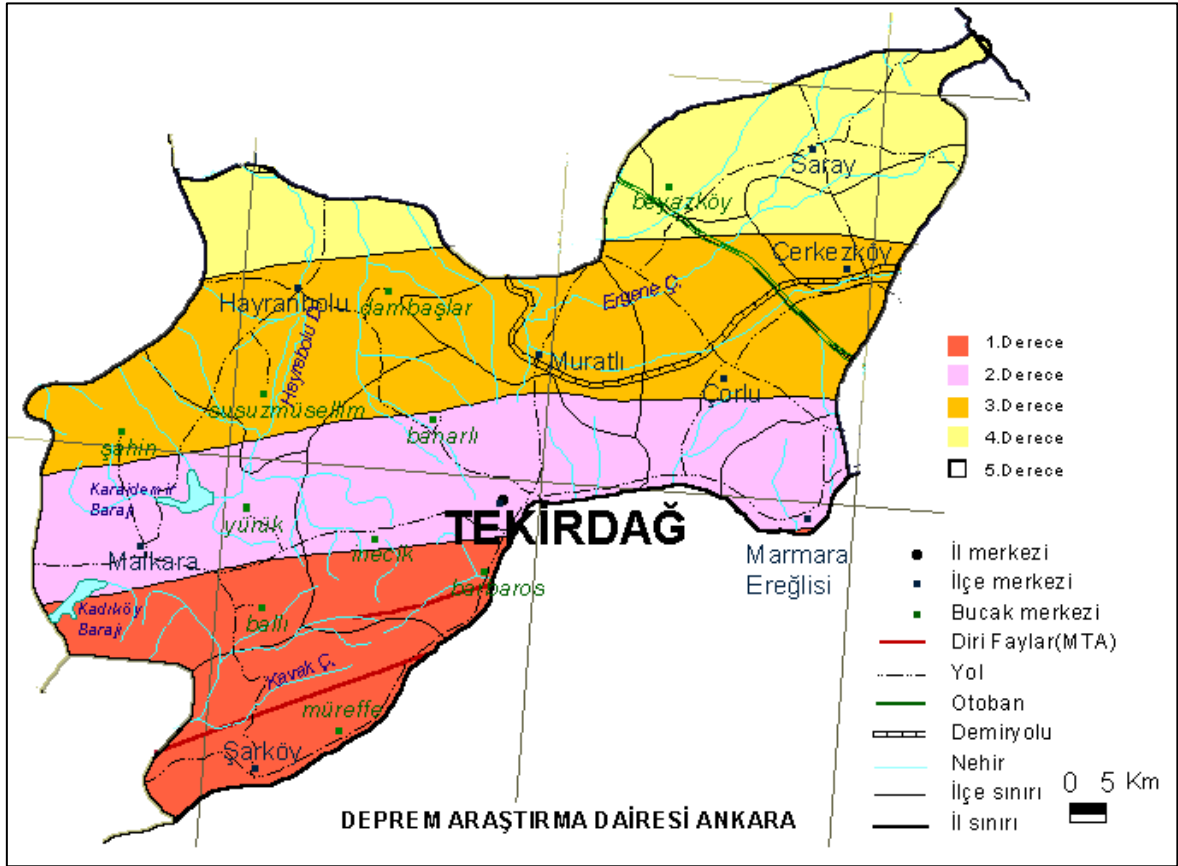 Saray
beyazköy
Çerkezköy
Ergene Ç.
Hayranbolu
dambaşlar
Hayrebolu D.
Muratlı
Çorlu
susuzmüsellim
banarlı
şahin
Karaidemir
Barajı
yürük
TEKİRDAĞ
Malkara
inecik
Marmara
Ereğlisi
barbaros
Kadıköy
Barajı
ballı
Kavak Ç.
müreffe
Şarköy
1.Derece
2.Derece
3.Derece
4.Derece
5.Derece
İl merkezi
İlçe merkezi
Bucak merkezi
Diri Faylar(MTA)
Yol
Otoban
Demiryolu
Nehir
İlçe sınırı
İl sınırı
0 5 Km
DEPREM ARAŞTIRMA DAİRESİ ANKARA